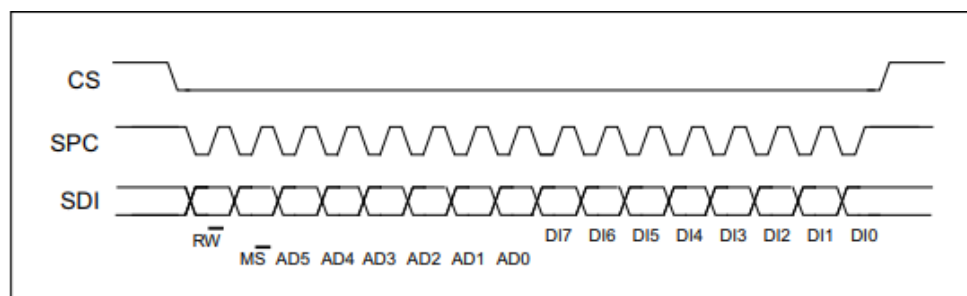 CS
SPC
SDI
RW̅
DI7 DI6 DI5 DI4 DI3 DI2 DI1 DI0
MS̅ AD5 AD4 AD3 AD2 AD1 AD0